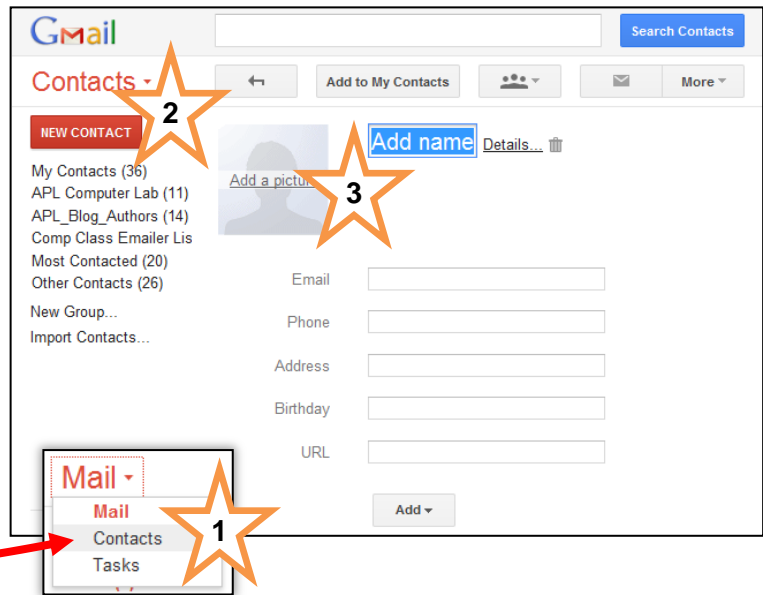 Gmail
Search Contacts
Contacts
Add to My Contacts
More
2
NEW CONTACT
Add name Details...
My Contacts (36)
Add a pictu
3
APL Computer Lab (11)
APL_Blog_Authors (14)
Comp Class Emailer Lis
Most Contacted (20)
Other Contacts (26)
New Group...
Import Contacts...
Email
Phone
Address
Birthday
URL
Add
Mail
Mail
Contacts
Tasks
1